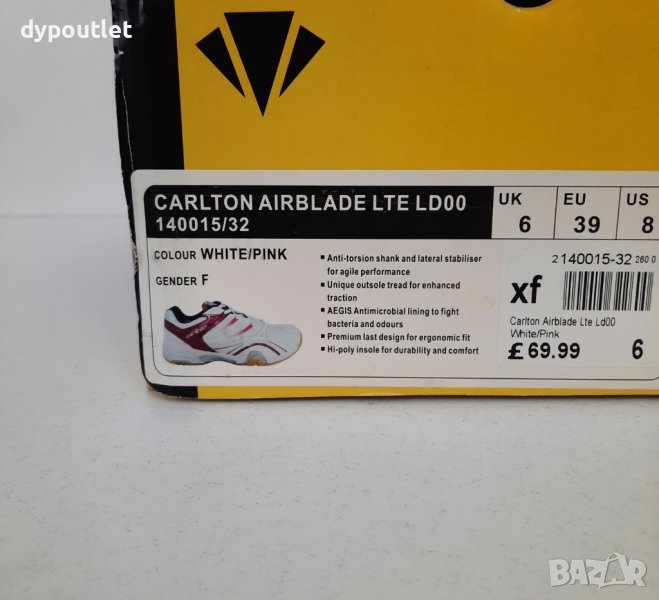 dypoutlet
CARLTON AIRBLADE LTE LD00
140015/32
UK
6
EU
39
US
8
COLOUR WHITE/PINK
GENDER F
▪ Anti-torsion shank and lateral stabiliser
for agile performance
▪ Unique outsole tread for enhanced
traction
▪ AEGIS Antimicrobial lining to fight
bacteria and odours
▪ Premium last design for ergonomic fit
▪ Hi-poly insole for durability and comfort
2 140015-32 260 0
xf
Carlton Airblade Lte Ld00
White/Pink
£69.99 6
BAZAR